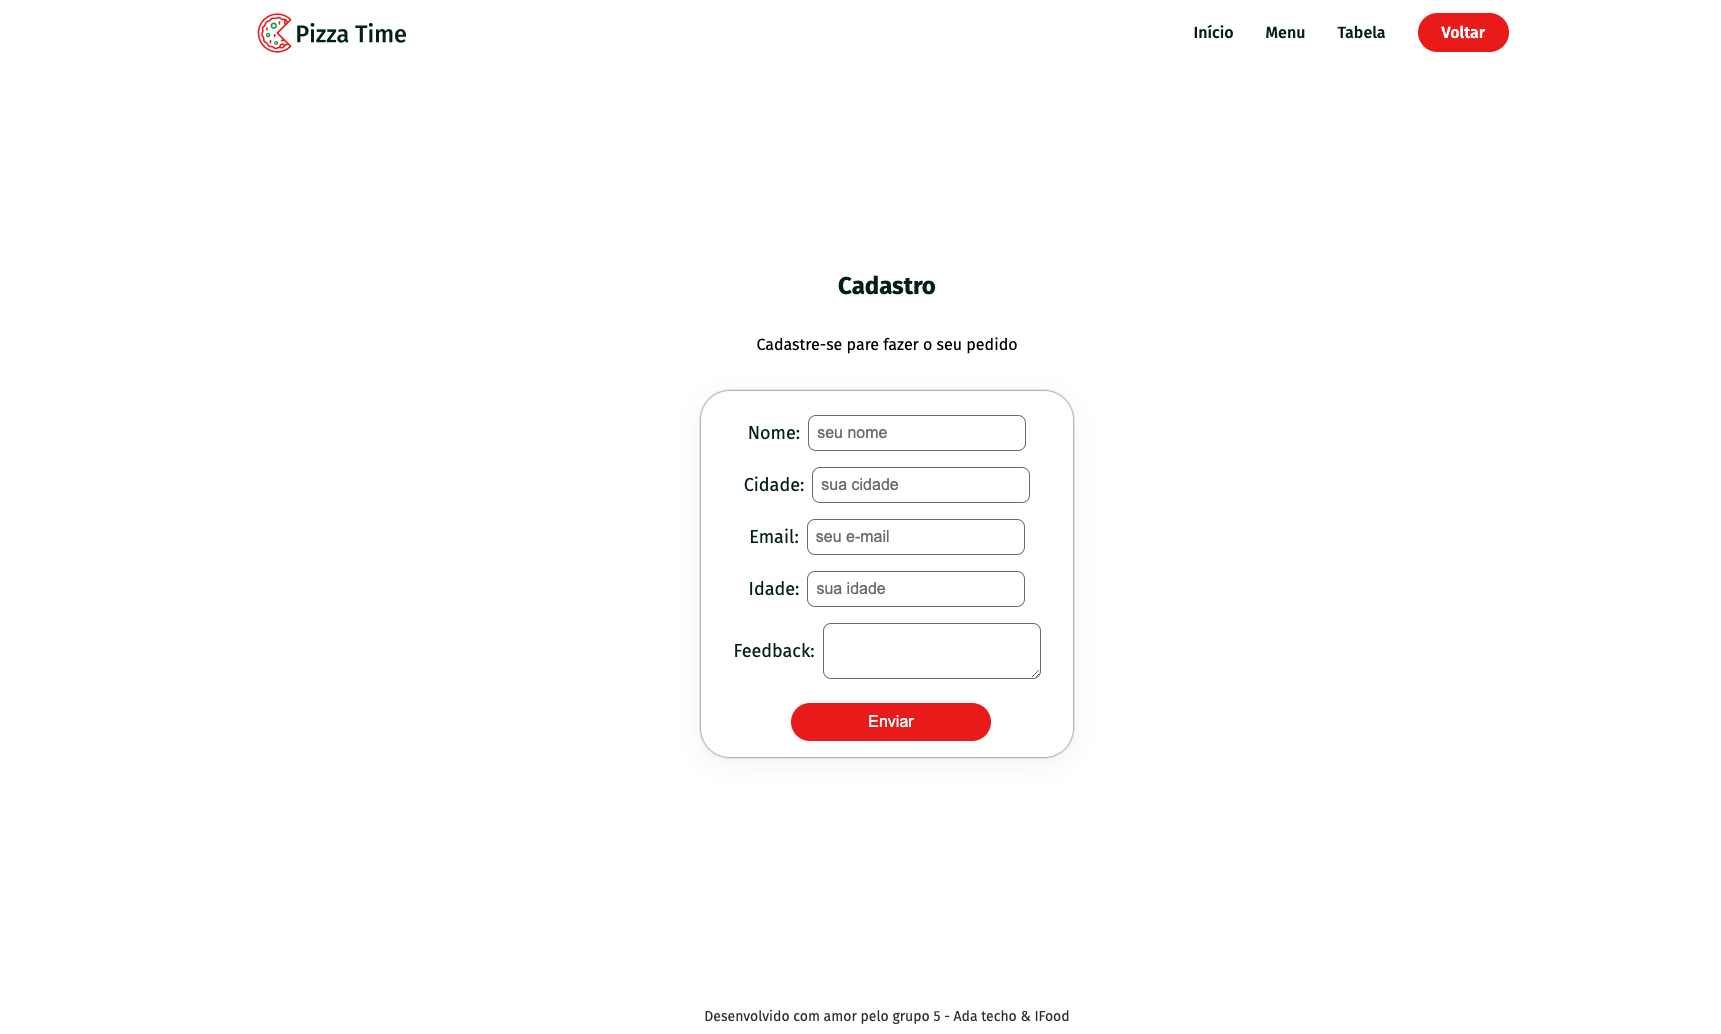 Pizza Time
Início Menu Tabela Voltar
Cadastro
Cadastre-se pare fazer o seu pedido
Nome: seu nome
Cidade: sua cidade
Email: seu e-mail
Idade: sua idade
Feedback:
Enviar
Desenvolvido com amor pelo grupo 5 - Ada techo & IFood